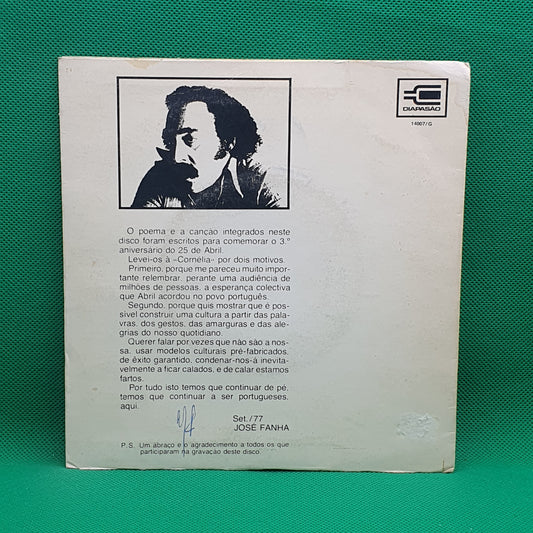 DIAPASÃO
14007/G
O poema e a canção integrados neste
disco foram escritos para comemorar o 3.º
aniversário do 25 de Abril.
Levei-os à «Cornélia» por dois motivos.
Primeiro, porque me pareceu muito impor-
tante relembrar, perante uma audiência de
milhões de pessoas, a esperança colectiva
que Abril acordou no povo português.
Segundo, porque quis mostrar que é pos-
sível construir uma cultura a partir das pala-
vras, dos gestos, das amarguras e das ale-
grias do nosso quotidiano.
Querer falar por vezes que não são a nos-
sa, usar modelos culturais pré-fabricados,
de êxito garantido, condenar-nos-à inevita-
velmente a ficar calados, e de calar estamos
fartos.
Por tudo isto temos que continuar de pé,
temos que continuar a ser portugueses,
aqui.
Set./77
JOSÉ FANHA
P.S. Um abraço e o agradecimento a todos os que
participaram na gravação deste disco.